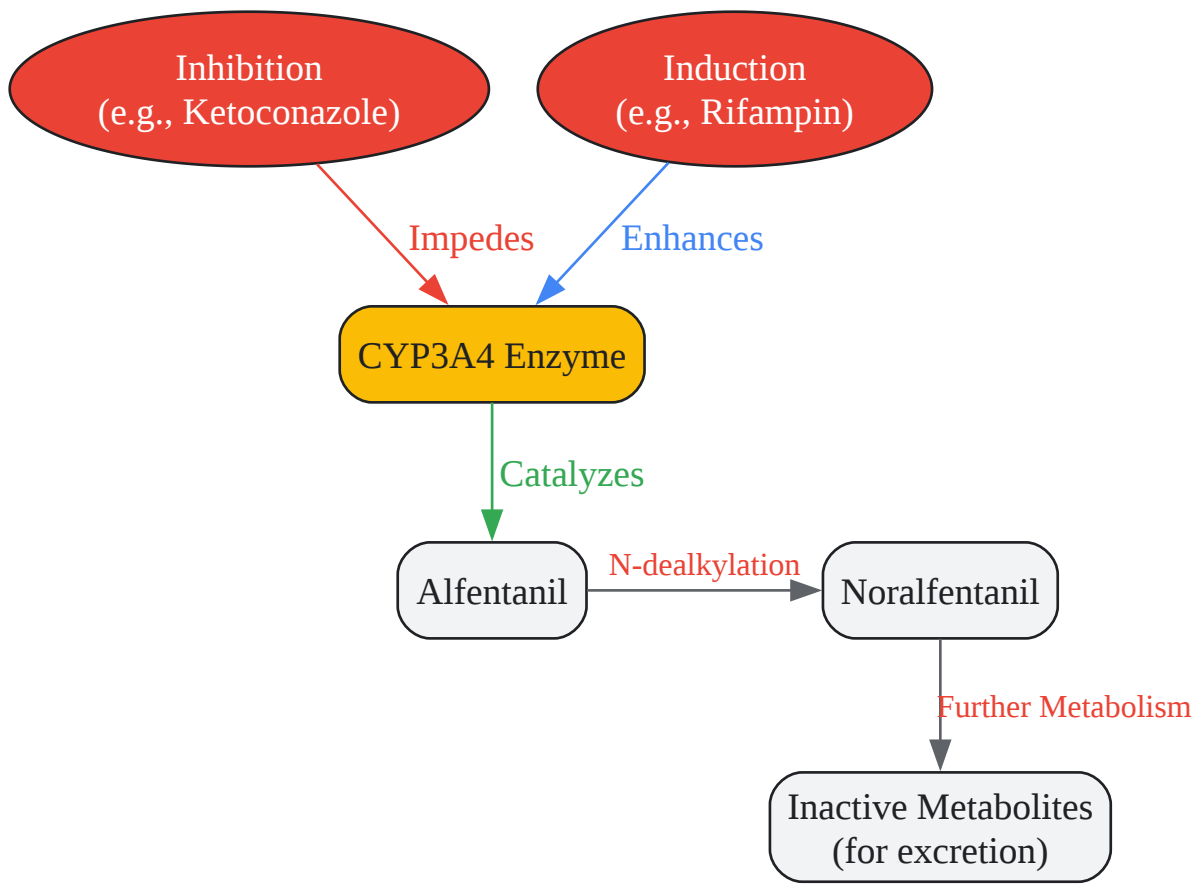 Inhibition
(e.g., Ketoconazole)
Induction
(e.g., Rifampin)
Impedes
Enhances
CYP3A4 Enzyme
Catalyzes
Alfentanil
N-dealkylation
Noralfentanil
Further Metabolism
Inactive Metabolites
(for excretion)